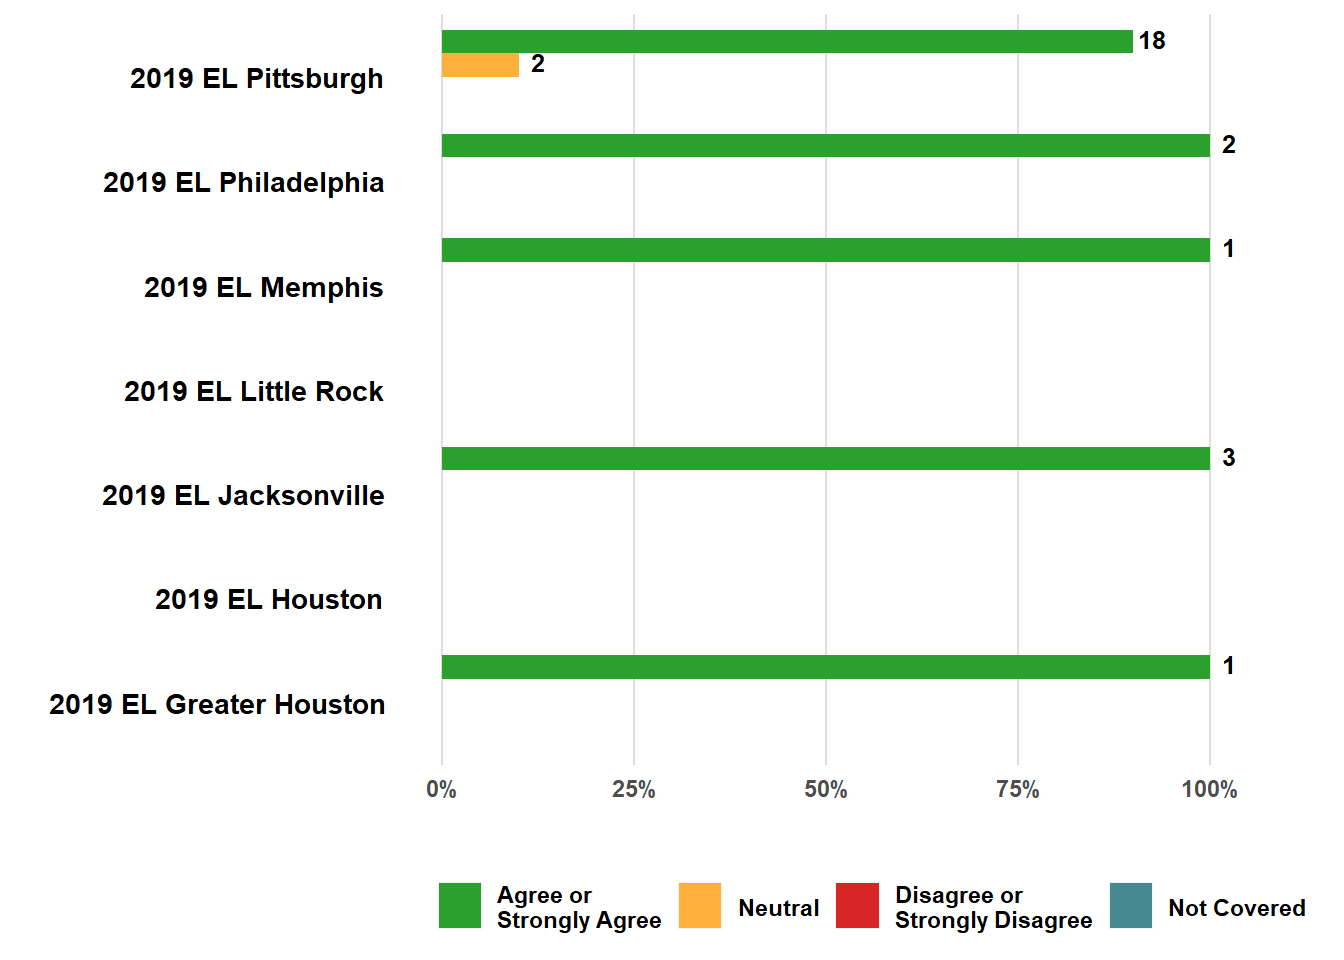 18
2
2019 EL Pittsburgh
2
2019 EL Philadelphia
1
2019 EL Memphis
2019 EL Little Rock
3
2019 EL Jacksonville
2019 EL Houston
1
2019 EL Greater Houston
0% 25% 50% 75% 100%
Agree or
Strongly Agree
Neutral
Disagree or
Strongly Disagree
Not Covered